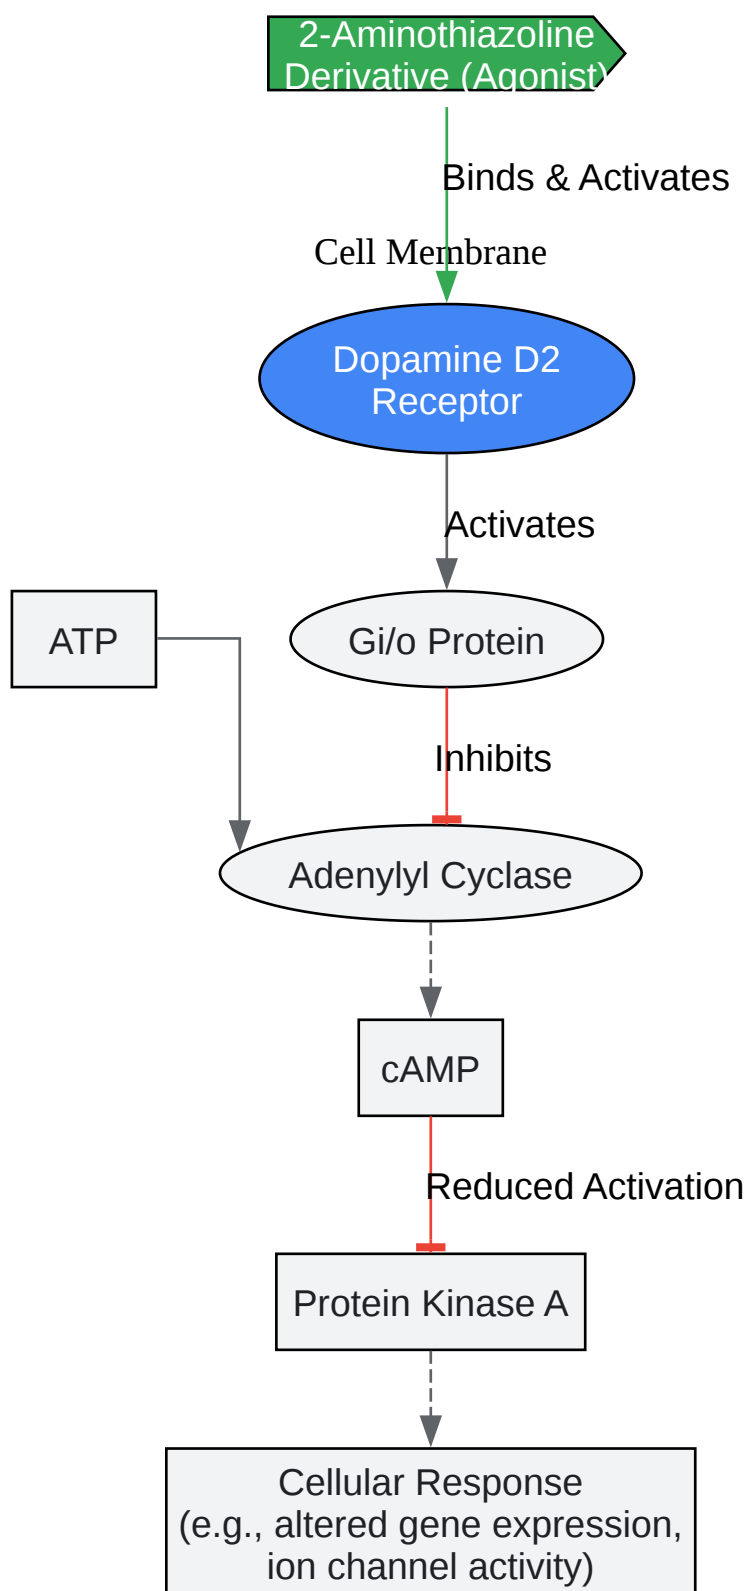 2-Aminothiazoline
Derivative (Agonist)
Binds & Activates
Cell Membrane
Dopamine D2
Receptor
Activates
ATP
Gi/o Protein
Inhibits
Adenylyl Cyclase
cAMP
Reduced Activation
Protein Kinase A
Cellular Response
(e.g., altered gene expression,
ion channel activity)